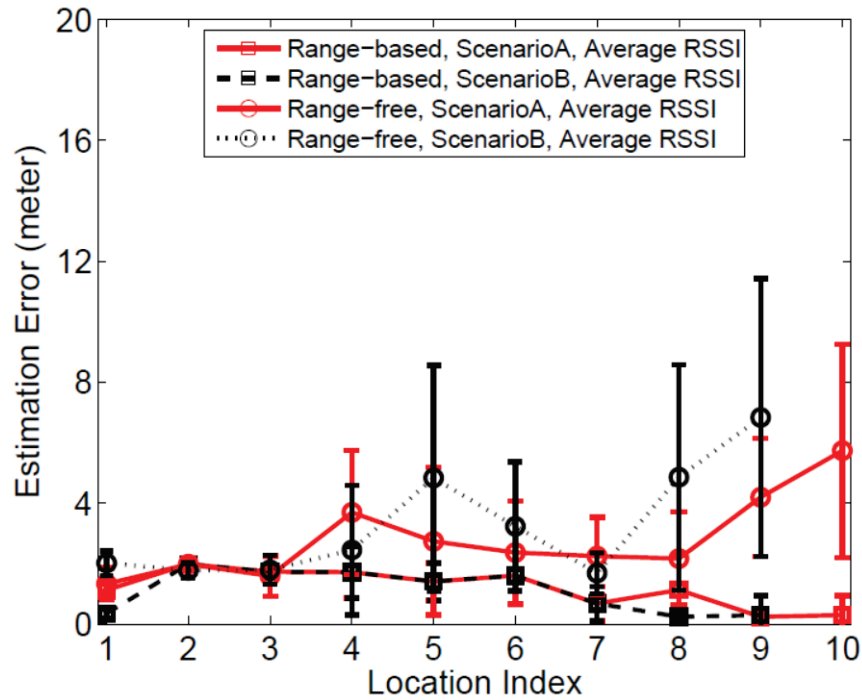 20
16
12
8
4
0
Estimation Error (meter)
Range-based, ScenarioA, Average RSSI
Range-based, ScenarioB, Average RSSI
Range-free, ScenarioA, Average RSSI
Range-free, ScenarioB, Average RSSI
1 2 3 4 5 6 7 8 9 10
Location Index